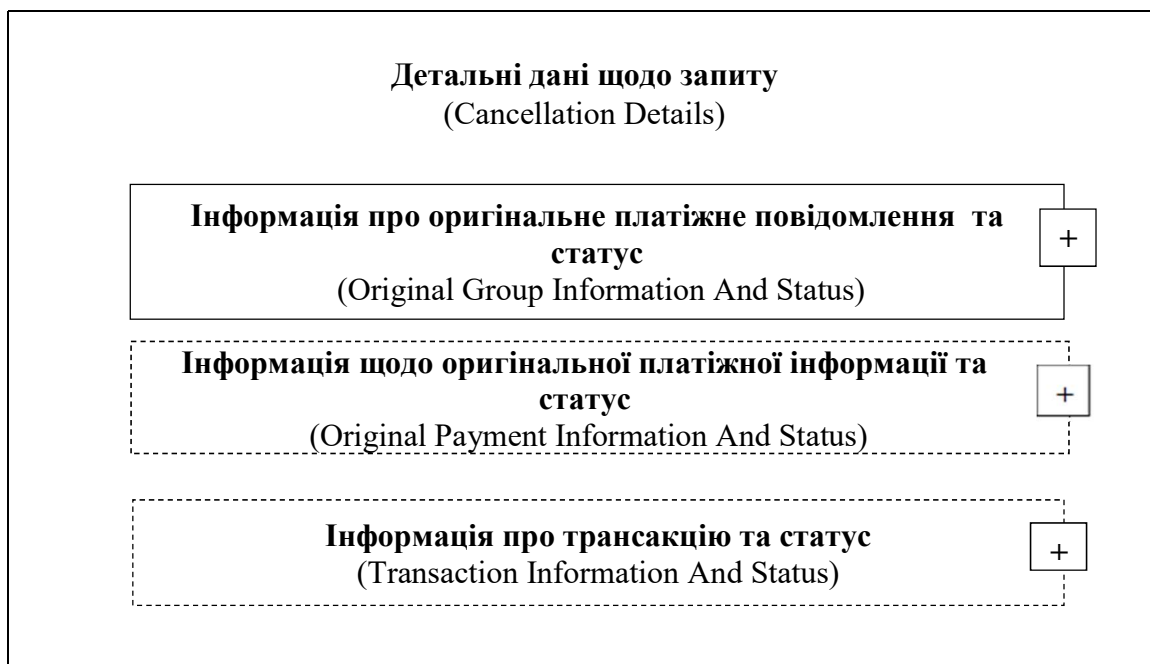 Детальні дані щодо запиту
(Cancellation Details)
Інформація про оригінальне платіжне повідомлення та
статус
(Original Group Information And Status)
+
Інформація щодо оригінальної платіжної інформації та
статус
(Original Payment Information And Status)
+
Інформація про трансакцію та статус
(Transaction Information And Status)
+